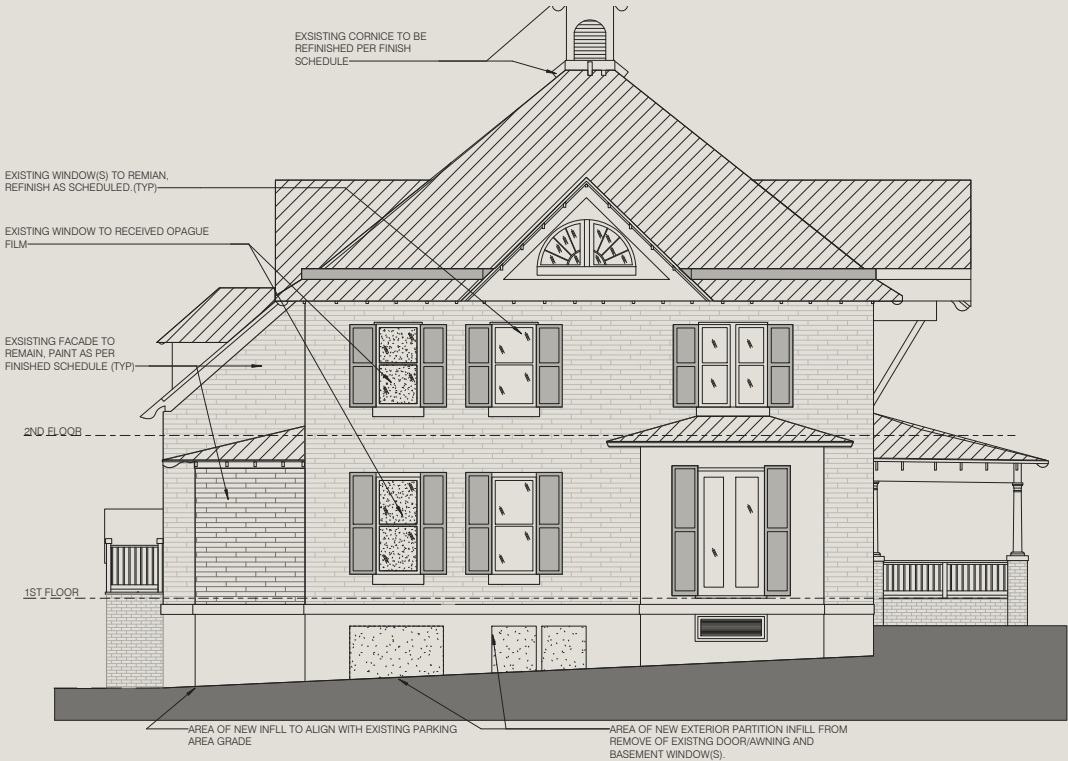 EXSISTING CORNICE TO BE
REFINISHED PER FINISH
SCHEDULE
EXISTING WINDOW(S) TO REMIAN,
REFINISH AS SCHEDULED.(TYP)
EXISTING WINDOW TO RECEIVED OPAGUE
FILM
EXSISTING FACADE TO
REMAIN, PAINT AS PER
FINISHED SCHEDULE (TYP)
2ND FLOOR
1ST FLOOR
AREA OF NEW INFLL TO ALIGN WITH EXISTING PARKING
AREA GRADE
AREA OF NEW EXTERIOR PARTITION INFILL FROM
REMOVE OF EXISTNG DOOR/AWNING AND
BASEMENT WINDOW(S).